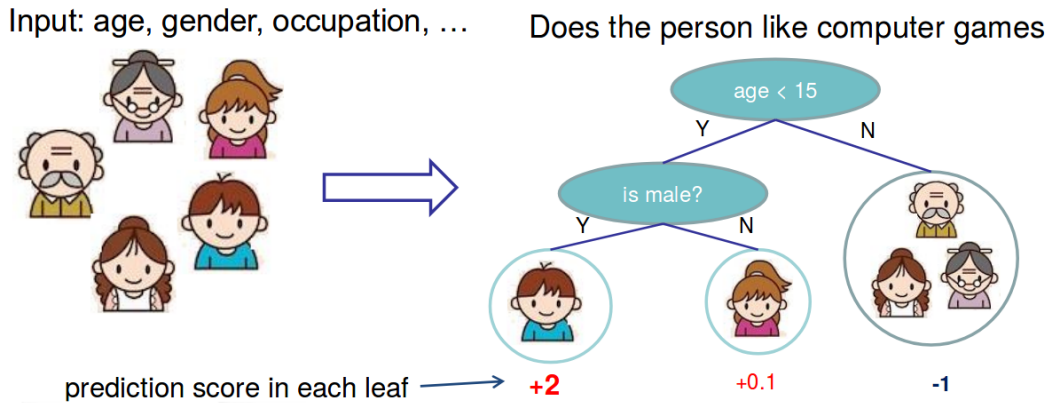 Input: age, gender, occupation, …
Does the person like computer games
age < 15
Y
N
is male?
Y
N
prediction score in each leaf
+2
+0.1
-1